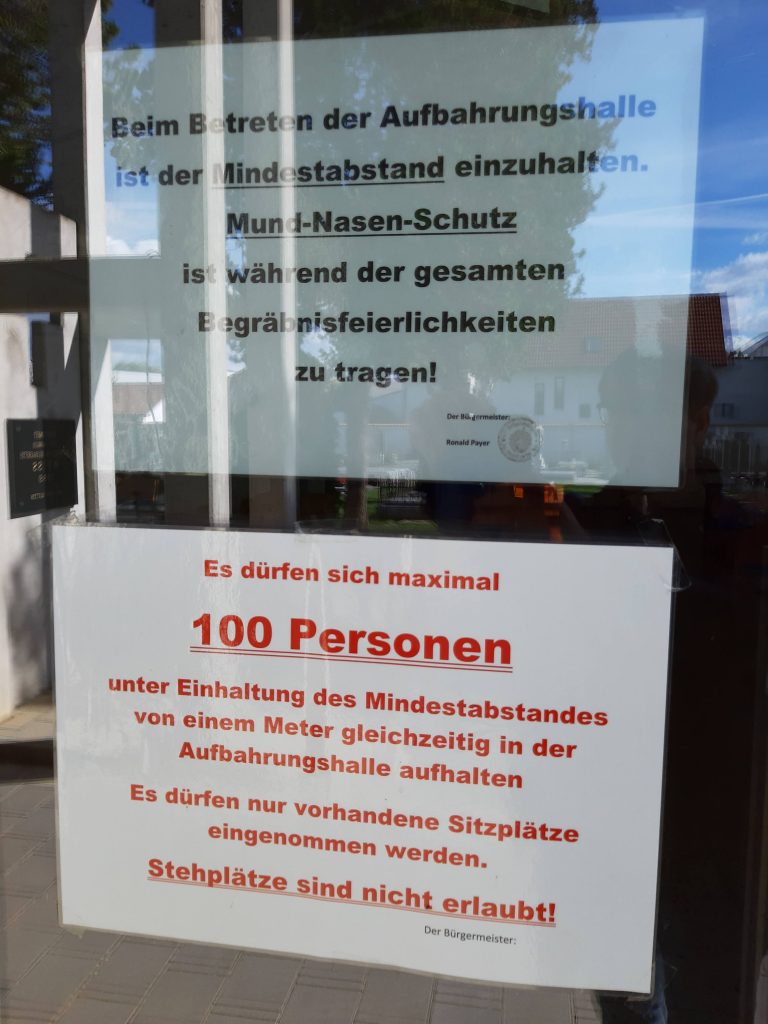 Beim Betreten der Aufbahrungshalle
ist der Mindestabstand einzuhalten.
Mund-Nasen-Schutz
ist während der gesamten
Begräbnisfeierlichkeiten
zu tragen!
Der Bürgermeister:
Ronald Payer
Es dürfen sich maximal
100 Personen
unter Einhaltung des Mindestabstandes
von einem Meter gleichzeitig in der
Aufbahrungshalle aufhalten
Es dürfen nur vorhandene Sitzplätze
eingenommen werden.
Stehplätze sind nicht erlaubt!
Der Bürgermeister: